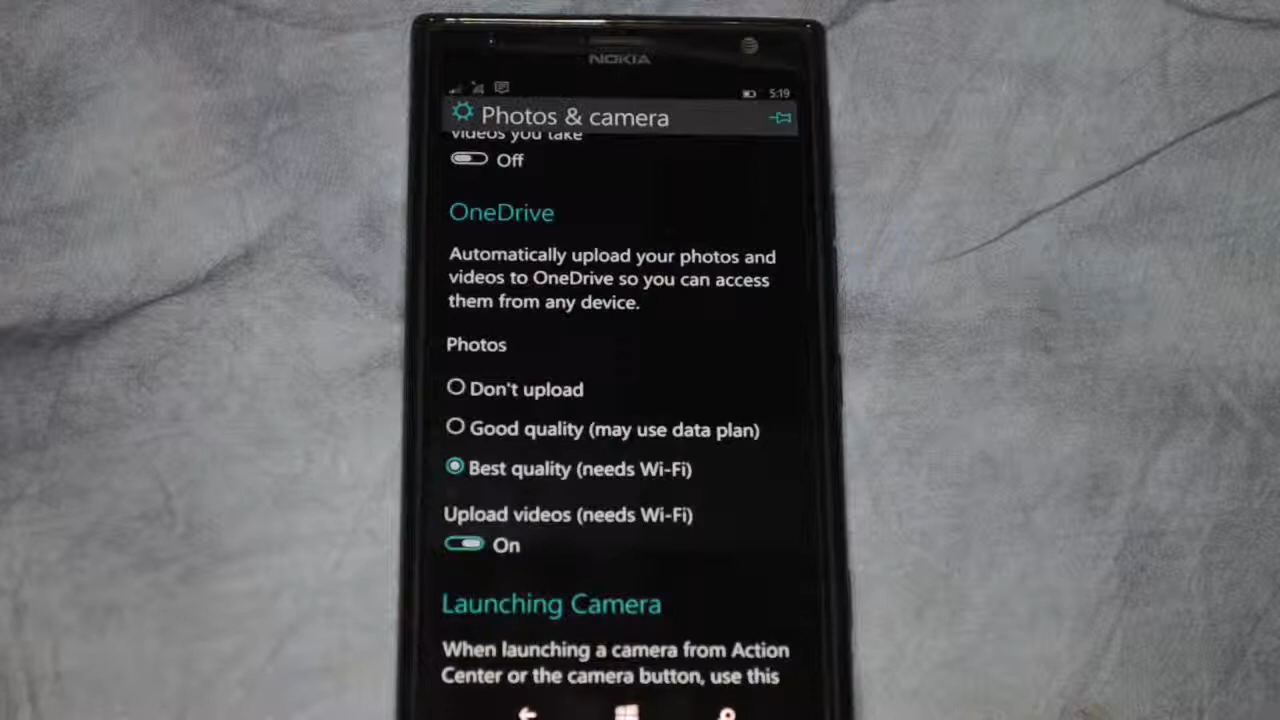 NOKIA
5:19
Photos & camera
videos you take
Off
OneDrive
Automatically upload your photos and
videos to OneDrive so you can access
them from any device.
Photos
Don't upload
Good quality (may use data plan)
Best quality (needs Wi-Fi)
Upload videos (needs Wi-Fi)
On
Launching Camera
When launching a camera from Action
Center or the camera button, use this